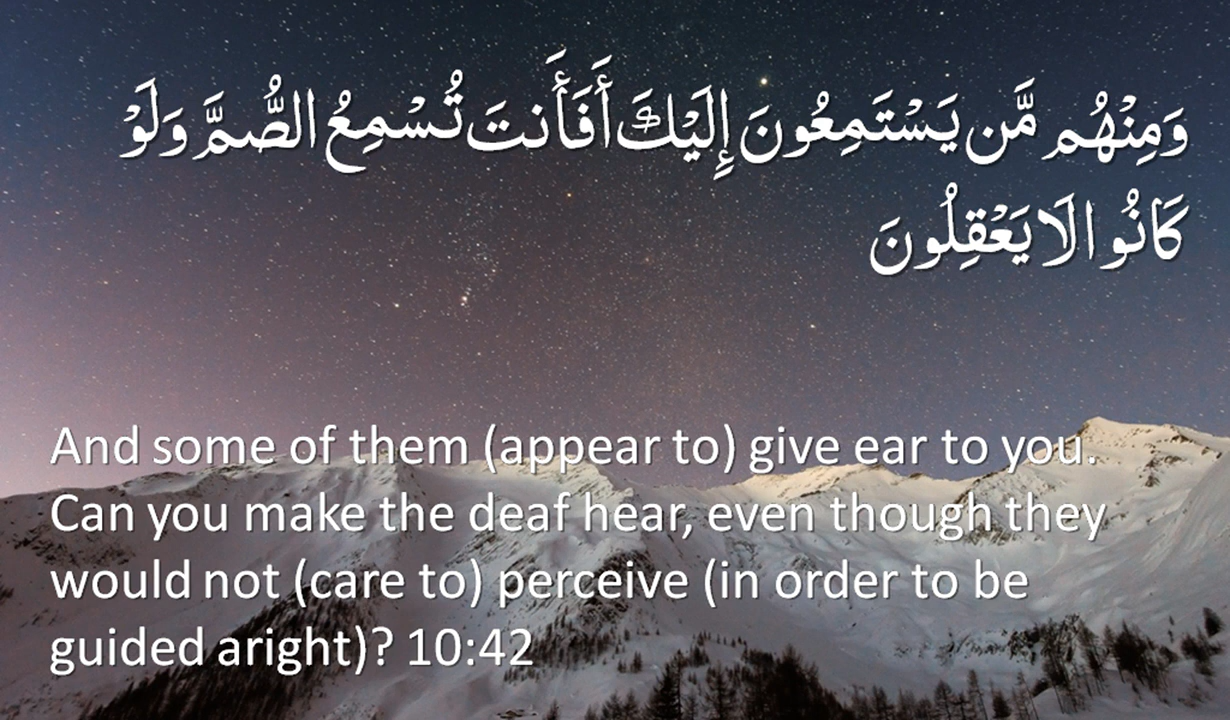 وَمِنْهُم مَّن يَسْتَمِعُونَ إِلَيْكَ أَفَأَنتَ تُسْمِعُ الصُّمَّ وَلَوْ
كَانُوا لَا يَعْقِلُونَ
And some of them (appear to) give ear to you.
Can you make the deaf hear, even though they
would not (care to) perceive (in order to be
guided aright)? 10:42